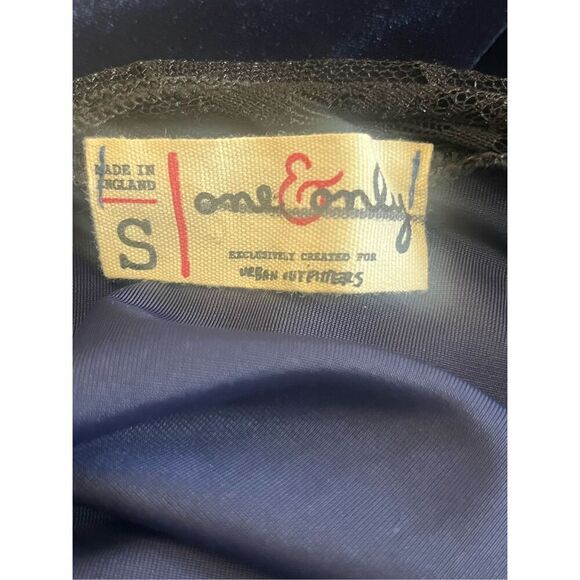 MADE IN
ENGLAND
S
one & only!
EXCLUSIVELY CREATED FOR
URBAN OUTFITTERS